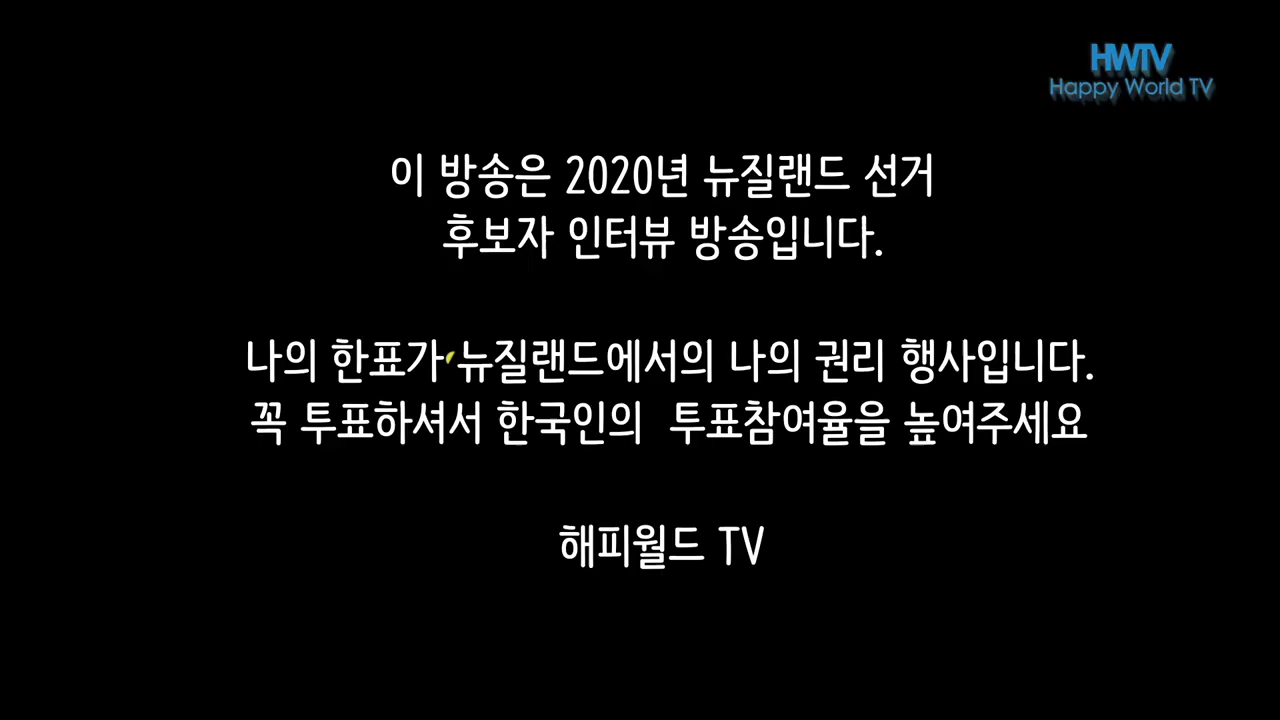 HWTV
Happy World TV
이 방송은 2020년 뉴질랜드 선거
후보자 인터뷰 방송입니다.
나의 한표가 뉴질랜드에서의 나의 권리 행사입니다.
꼭 투표하셔서 한국인의 투표참여율을 높여주세요
해피월드 TV